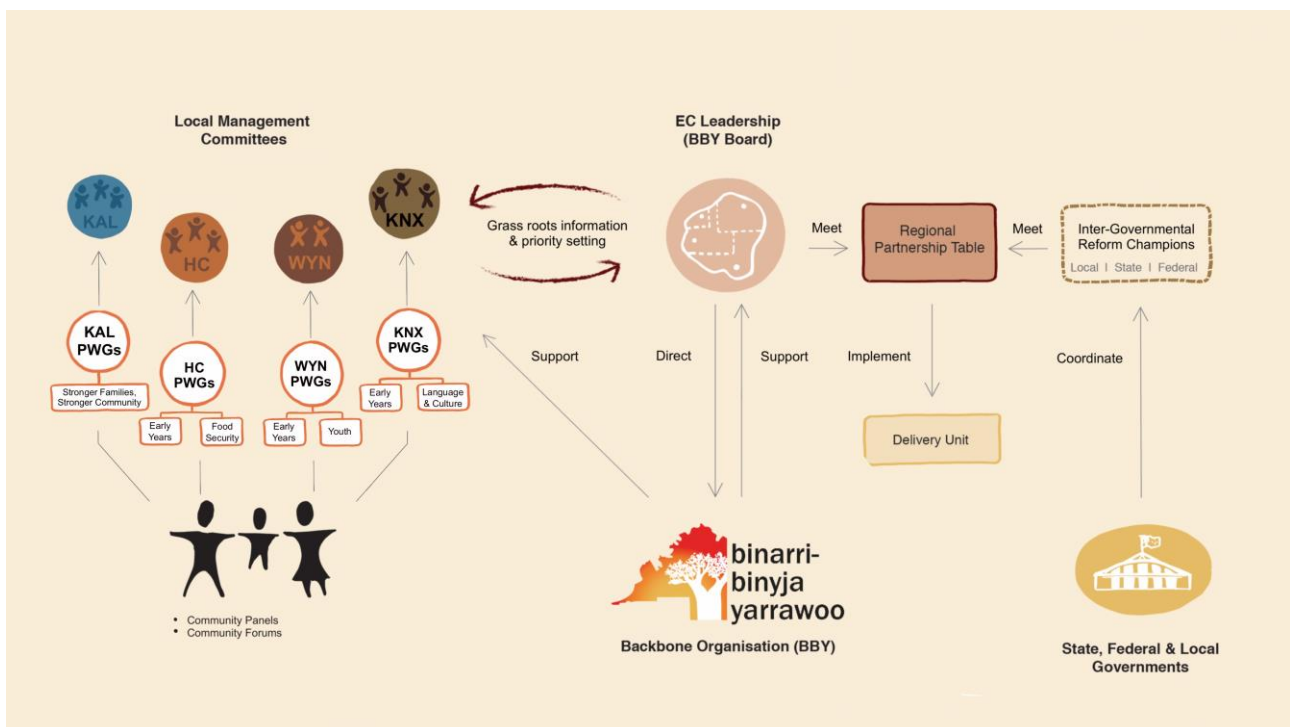 Local Management
Committees
KAL
HC
WYN
KNX
KAL
PWGs
Stronger Families,
Stronger Community
HC
PWGs
Early
Years
Food
Security
WYN
PWGs
Early
Years
Youth
KNX
PWGs
Early
Years
Language
& Culture
• Community Panels
• Community Forums
Grass roots information
& priority setting
EC Leadership
(BBY Board)
Meet
Regional
Partnership Table
Meet
Inter-Governmental
Reform Champions
Local | State | Federal
Support
Direct
Support
Implement
Coordinate
Delivery Unit
binarri-
binyja
yarrawoo
Backbone Organisation (BBY)
State, Federal & Local
Governments